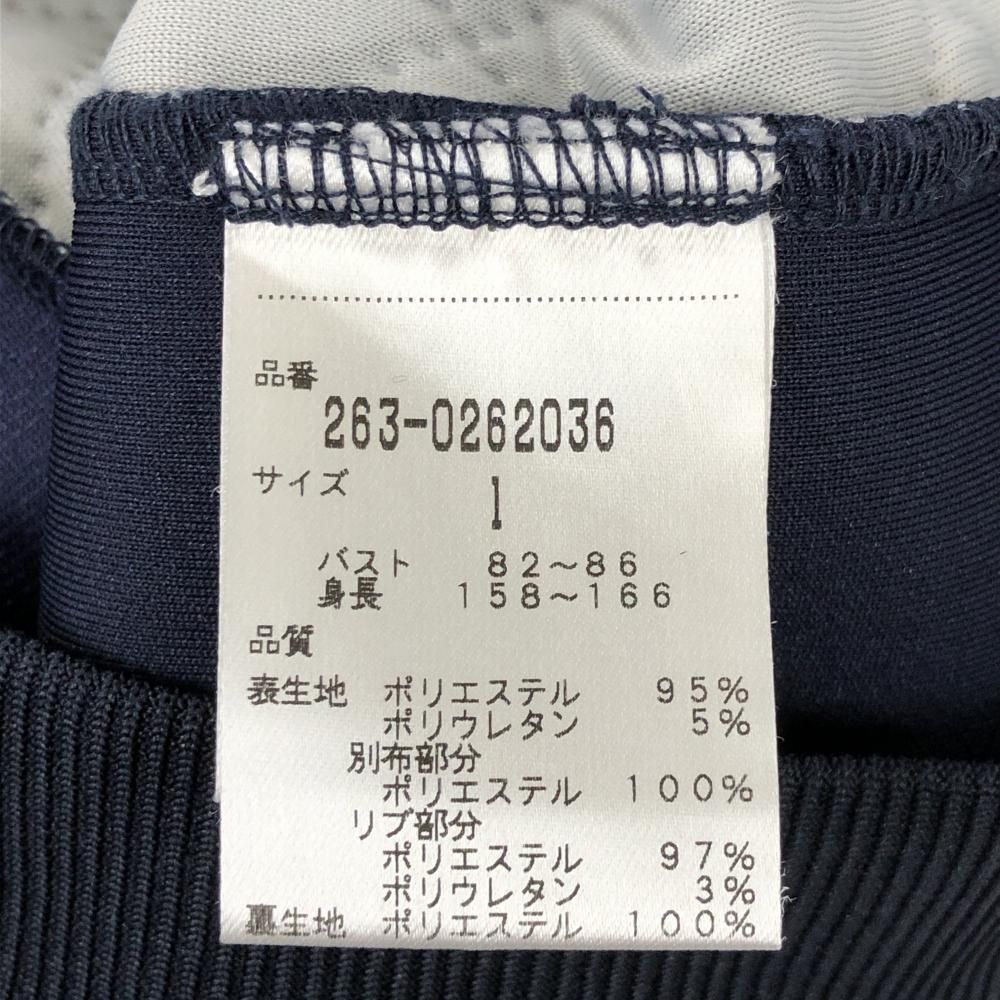 品番
263-0262036
サイズ 1
バスト 82~86
身長 158~166
品質
表生地 ポリエステル 95%
ポリウレタン 5%
別布部分
ポリエステル 100%
リブ部分
ポリエステル 97%
ポリウレタン 3%
裏生地 ポリエステル 100%